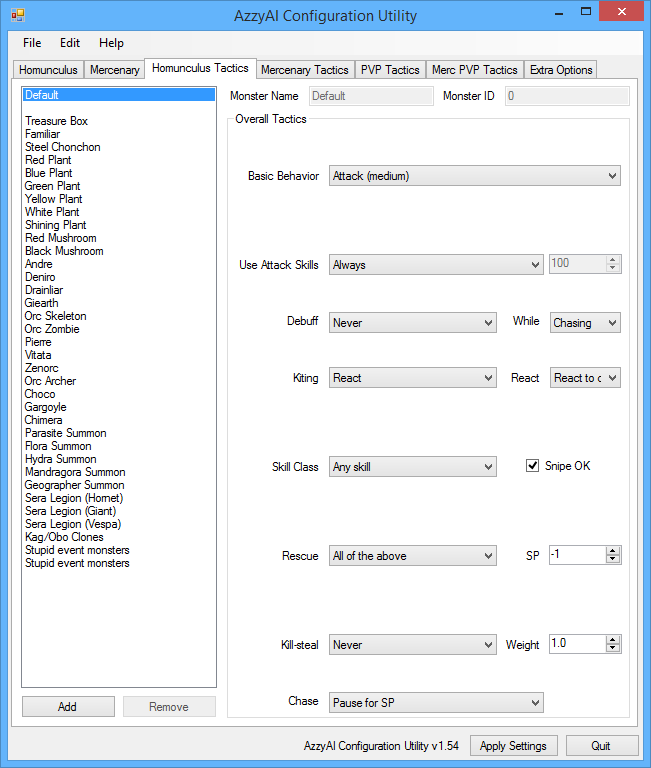 AzzyAI Configuration Utility
File Edit Help
Homunculus Mercenary Homunculus Tactics Mercenary Tactics PVP Tactics Merc PVP Tactics Extra Options
Default
Treasure Box
Familiar
Steel Chonchon
Red Plant
Blue Plant
Green Plant
Yellow Plant
White Plant
Shining Plant
Red Mushroom
Black Mushroom
Andre
Deniro
Drainliar
Giearth
Orc Skeleton
Orc Zombie
Pierre
Vitata
Zenorc
Orc Archer
Choco
Gargoyle
Chimera
Parasite Summon
Flora Summon
Hydra Summon
Mandragora Summon
Geographer Summon
Sera Legion (Hornet)
Sera Legion (Giant)
Sera Legion (Vespa)
Kag/Obo Clones
Stupid event monsters
Stupid event monsters
Add Remove
Monster Name Default Monster ID 0
Overall Tactics
Basic Behavior Attack (medium)
Use Attack Skills Always 100
Debuff Never While Chasing
Kiting React React React to c
Skill Class Any skill Snipe OK
Rescue All of the above SP -1
Kill-steal Never Weight 1.0
Chase Pause for SP
AzzyAI Configuration Utility v1.54 Apply Settings Quit